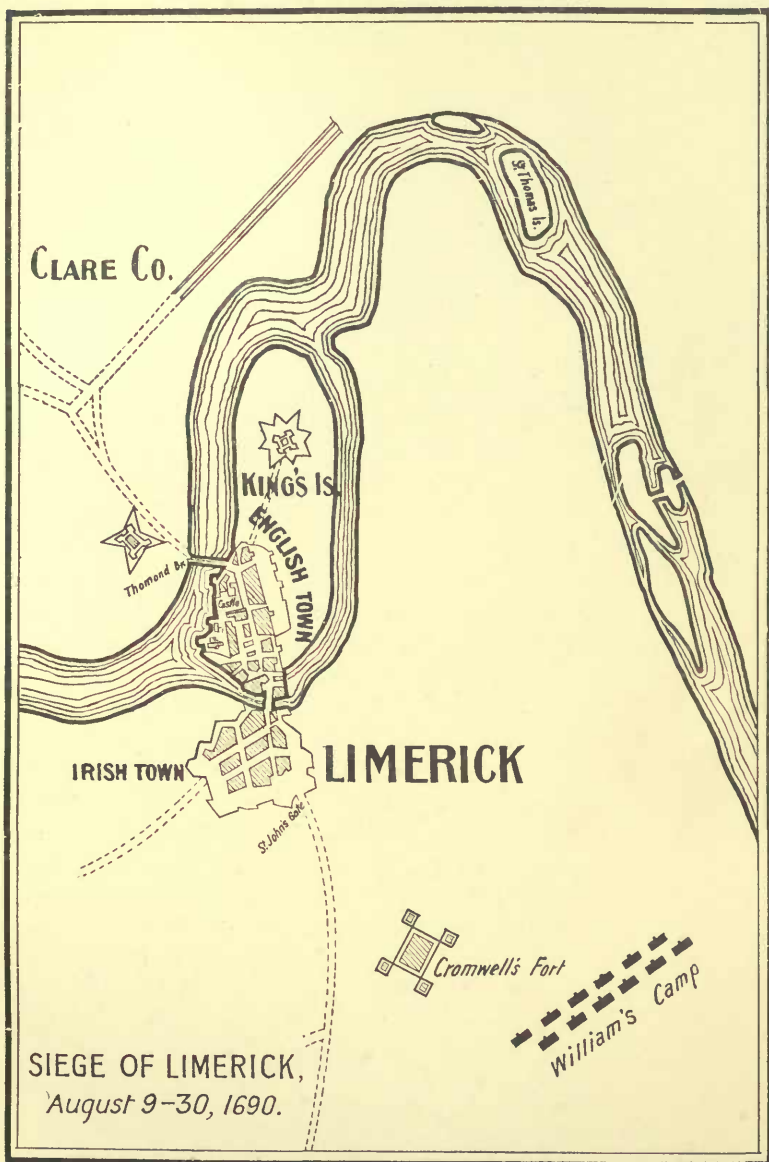 St. Thomas Is.
CLARE CO.
KING'S IS.
ENGLISH TOWN
Thomond Br.
Castle
IRISH TOWN
LIMERICK
St. John's Gate
Cromwell's Fort
William's Camp
SIEGE OF LIMERICK,
August 9-30, 1690.